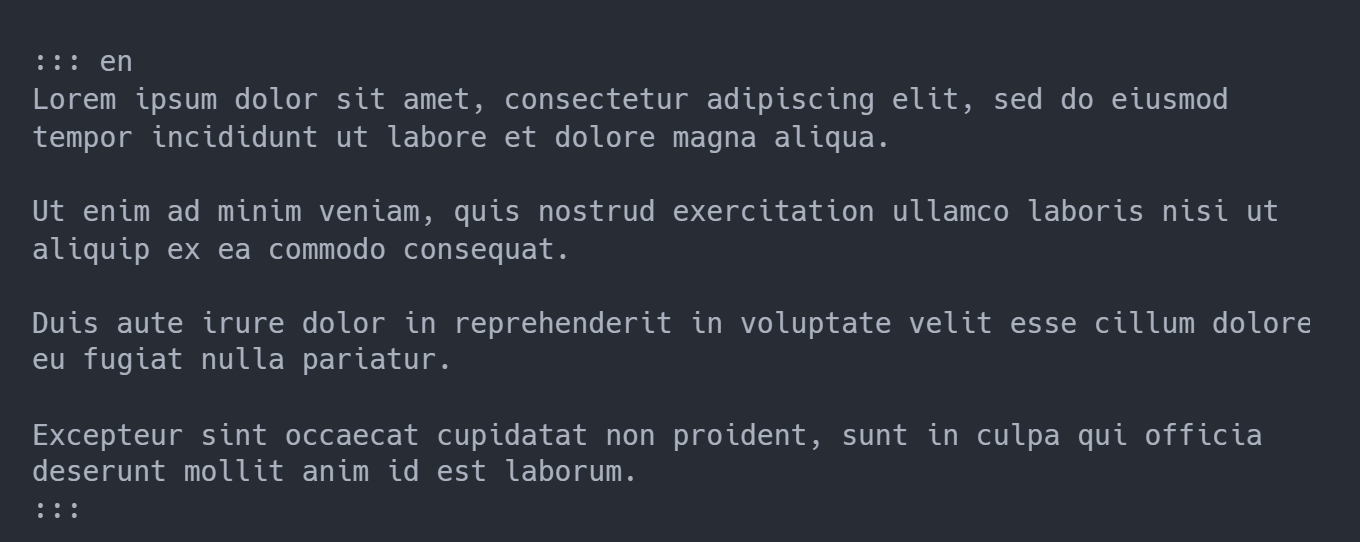 ::: en
Lorem ipsum dolor sit amet, consectetur adipiscing elit, sed do eiusmod
tempor incididunt ut labore et dolore magna aliqua.

Ut enim ad minim veniam, quis nostrud exercitation ullamco laboris nisi ut
aliquip ex ea commodo consequat.

Duis aute irure dolor in reprehenderit in voluptate velit esse cillum dolore
eu fugiat nulla pariatur.

Excepteur sint occaecat cupidatat non proident, sunt in culpa qui officia
deserunt mollit anim id est laborum.
:::